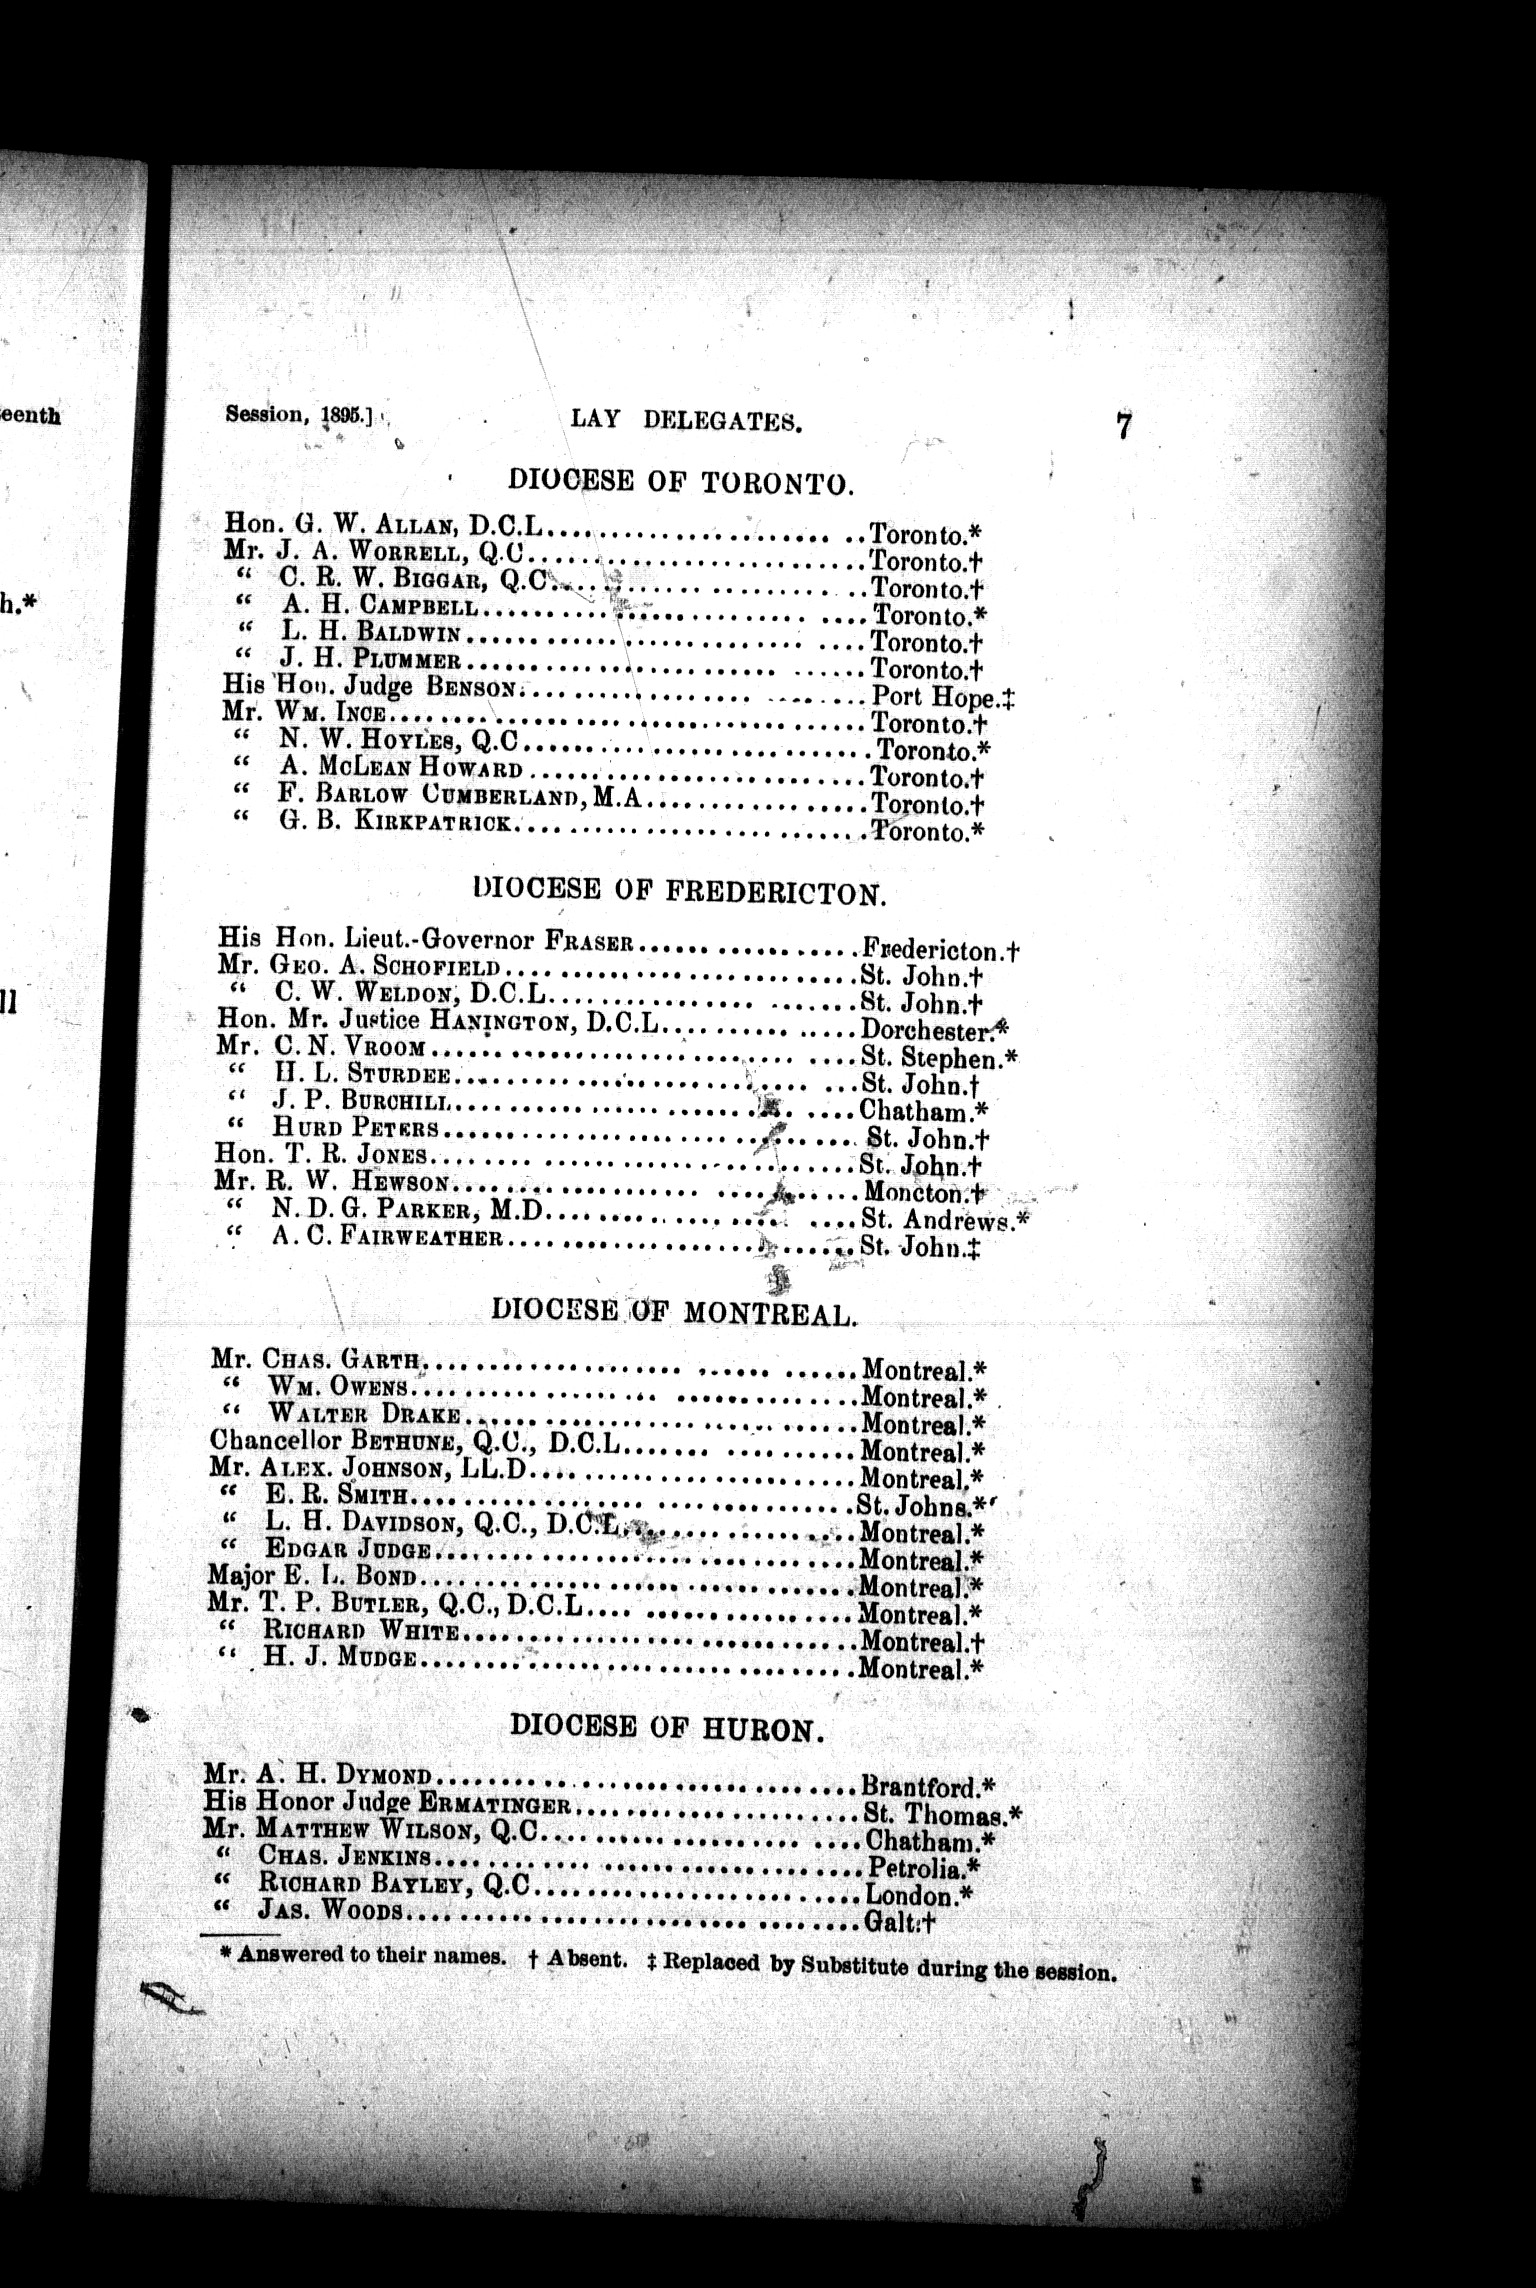 eenth
h.*
ll
Session, 1895.] LAY DELEGATES. 7
DIOCESE OF TORONTO.
Hon. G. W. ALLAN, D.C.L........................Toronto.*
Mr. J. A. WORRELL, Q.C........................Toronto.†
“ C. R. W. BIGGAR, Q.C........................Toronto.†
“ A. H. CAMPBELL........................Toronto.*
“ L. H. BALDWIN........................Toronto.†
“ J. H. PLUMMER........................Toronto.†
His Hon. Judge BENSON........................Port Hope.‡
Mr. WM. INCE........................Toronto.†
“ N. W. HOYLES, Q.C........................Toronto.*
“ A. MCLEAN HOWARD........................Toronto.†
“ F. BARLOW CUMBERLAND, M.A........................Toronto.†
“ G. B. KIRKPATRICK........................Toronto.*
DIOCESE OF FREDERICTON.
His Hon. Lieut.-Governor FRASER........................Fredericton.†
Mr. GEO. A. SCHOFIELD........................St. John.†
“ C. W. WELDON, D.C.L........................St. John.†
Hon. Mr. Justice HANINGTON, D.C.L........................Dorchester.*
Mr. C. N. VROOM........................St. Stephen.*
“ H. L. STURDEE........................St. John.†
“ J. P. BURCHILL........................Chatham.*
“ HURD PETERS........................St. John.†
Hon. T. R. JONES........................St. John.†
Mr. R. W. HEWSON........................Moncton.†
“ N. D. G. PARKER, M.D........................St. Andrews.*
“ A. C. FAIRWEATHER........................St. John.‡
DIOCESE OF MONTREAL.
Mr. CHAS. GARTH........................Montreal.*
“ WM. OWENS........................Montreal.*
“ WALTER DRAKE........................Montreal.*
Chancellor BETHUNE, Q.C., D.C.L........................Montreal.*
Mr. ALEX. JOHNSON, LL.D........................Montreal.*
“ E. R. SMITH........................St. Johns.*
“ L. H. DAVIDSON, Q.C., D.C.L........................Montreal.*
“ EDGAR JUDGE........................Montreal.*
Major E. L. BOND........................Montreal.*
Mr. T. P. BUTLER, Q.C., D.C.L........................Montreal.*
“ RICHARD WHITE........................Montreal.†
“ H. J. MUDGE........................Montreal.*
DIOCESE OF HURON.
Mr. A. H. DYMOND........................Brantford.*
His Honor Judge ERMATINGER........................St. Thomas.*
Mr. MATTHEW WILSON, Q.C........................Chatham.*
“ CHAS. JENKINS........................Petrolia.*
“ RICHARD BAYLEY, Q.C........................London.*
“ JAS. WOODS........................Galt.†
* Answered to their names. † Absent. ‡ Replaced by Substitute during the session.